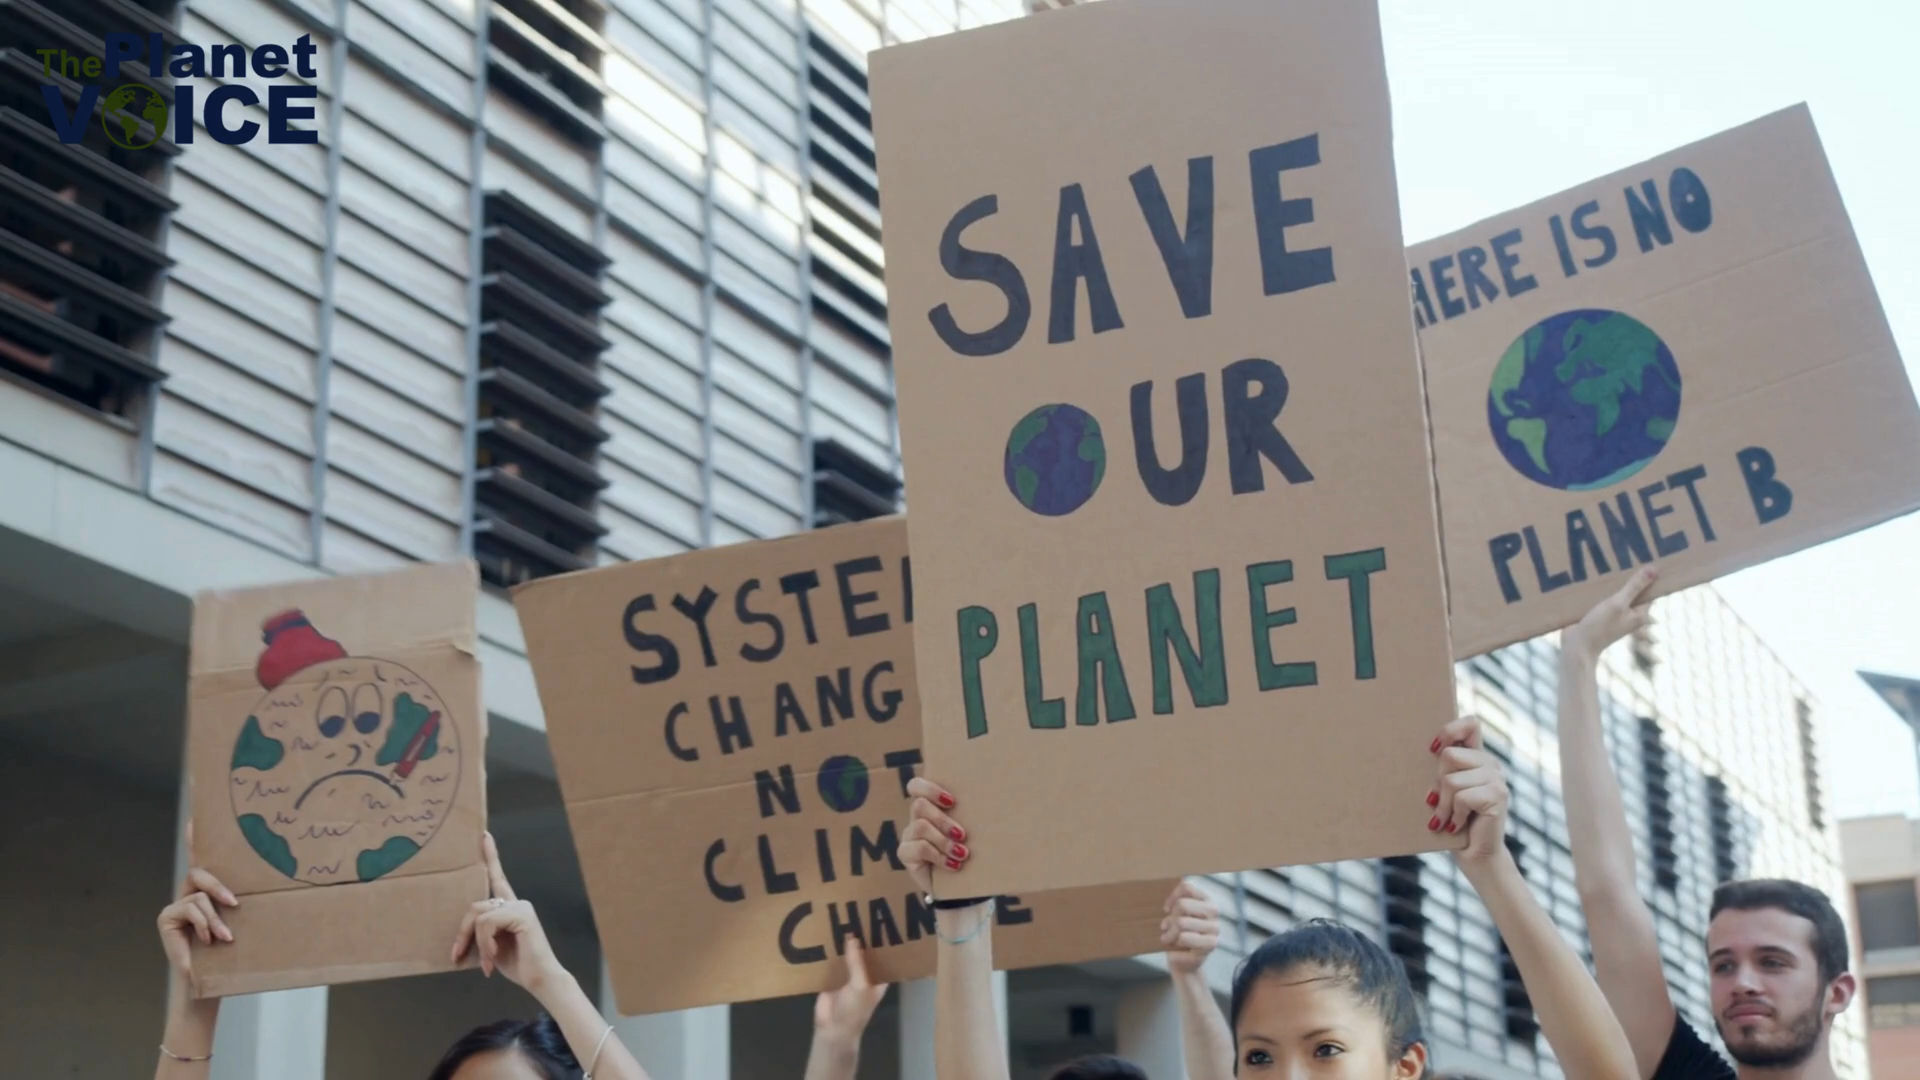 The Planet
VOICE
SAVE
OUR
PLANET
HERE IS NO
PLANET B
SYSTE
CHANG
NOT
CLIM
CHAN E